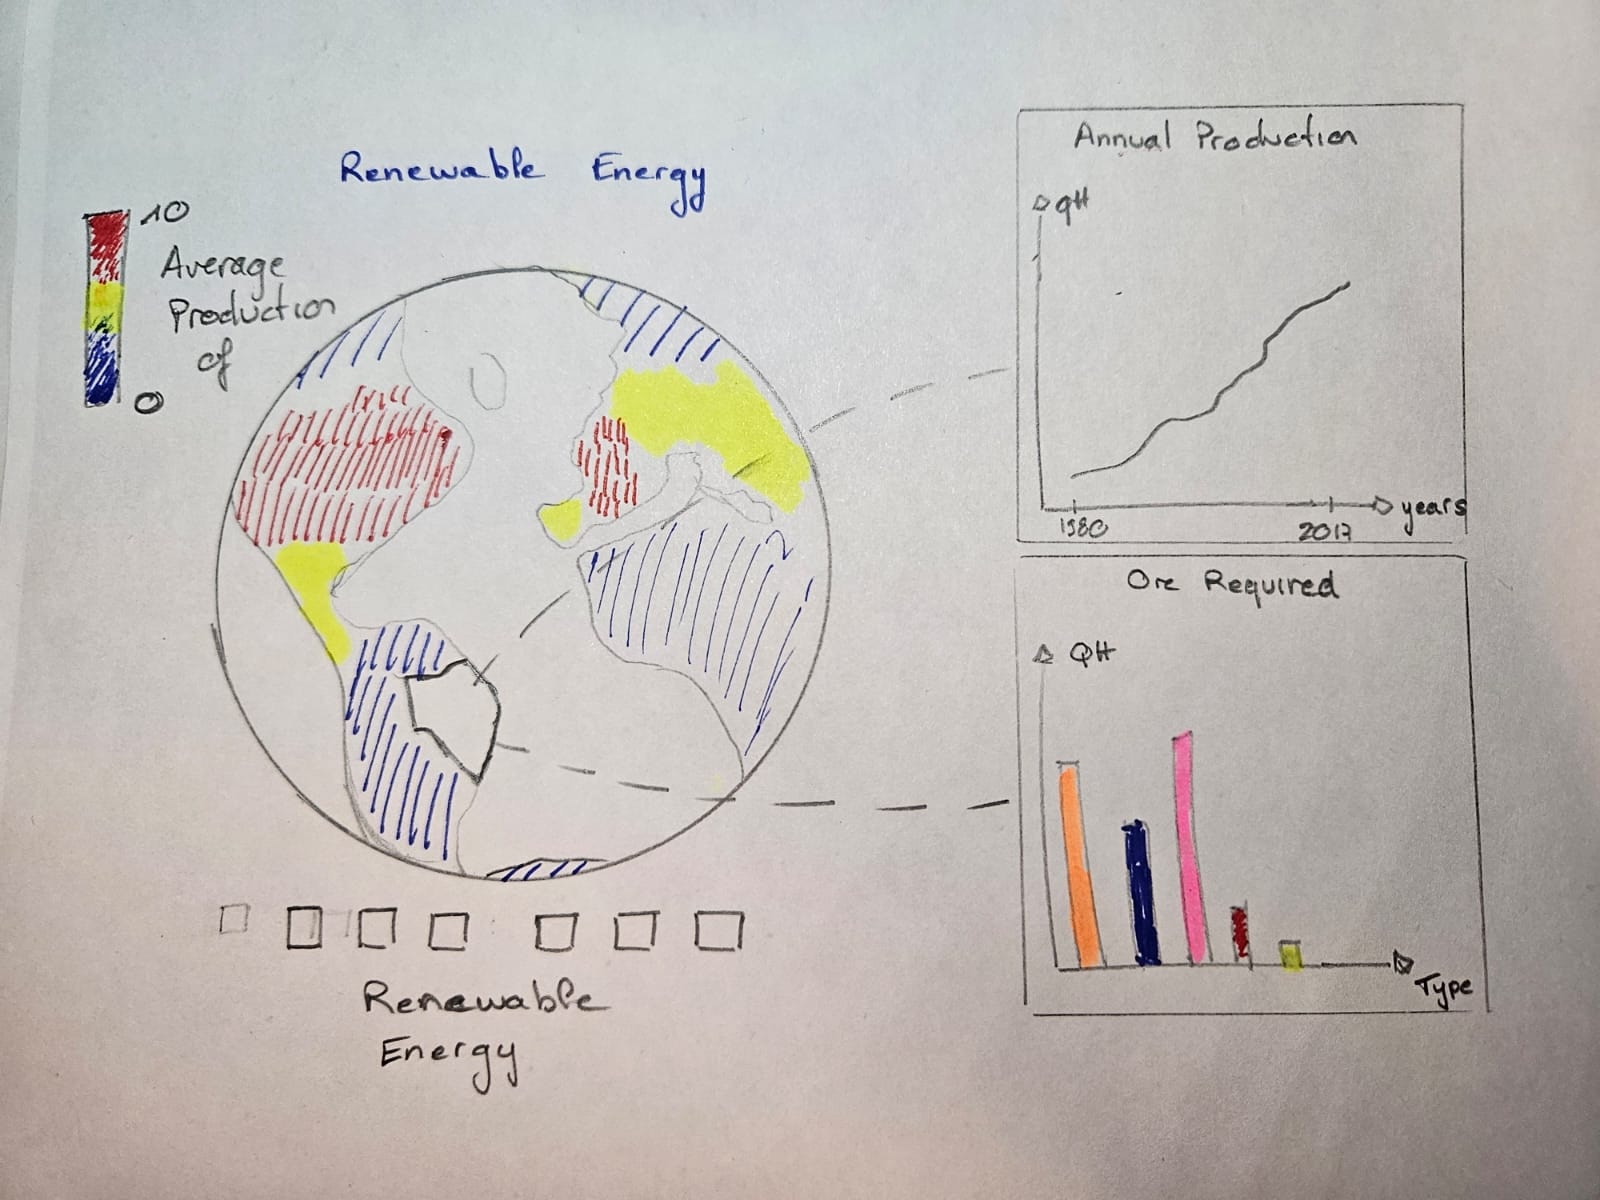 Renewable Energy
10
Average
Production
of
0
Renewable
Energy
Annual Production
qH
years
1980
2017
Ore Required
QH
Type